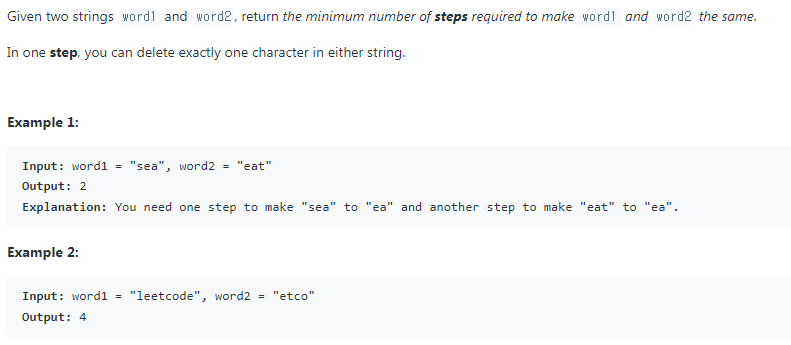 Given two strings word1 and word2, return the minimum number of steps required to make word1 and word2 the same.
In one step, you can delete exactly one character in either string.
Example 1:
Input: word1 = "sea", word2 = "eat"
Output: 2
Explanation: You need one step to make "sea" to "ea" and another step to make "eat" to "ea".
Example 2:
Input: word1 = "leetcode", word2 = "etco"
Output: 4